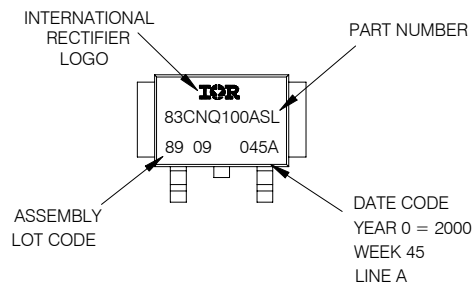 INTERNATIONAL
RECTIFIER
LOGO
PART NUMBER
IOR
83CNQ100ASL
89 09 045A
ASSEMBLY
LOT CODE
DATE CODE
YEAR 0 = 2000
WEEK 45
LINE A